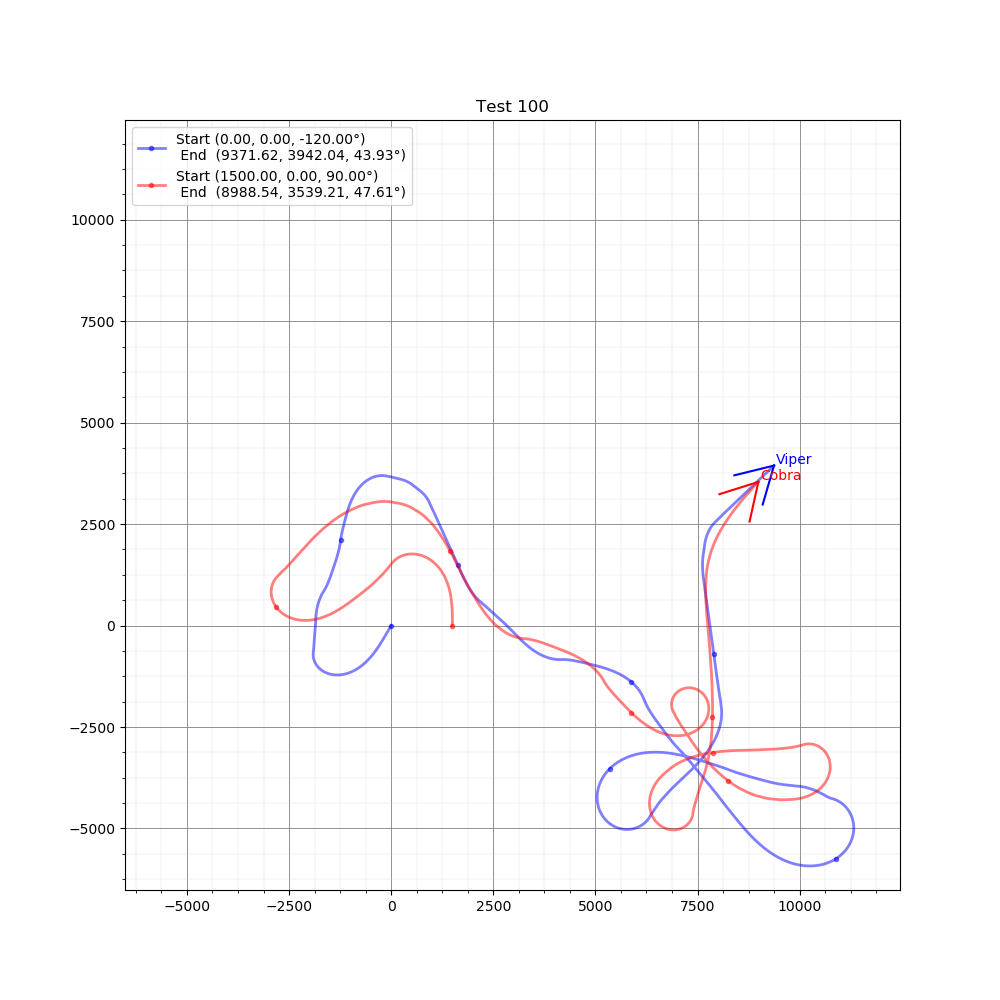 Test 100
Start (0.00, 0.00, -120.00°)
End  (9371.62, 3942.04, 43.93°)
Start (1500.00, 0.00, 90.00°)
End  (8988.54, 3539.21, 47.61°)
10000
7500
5000
2500
0
−2500
−5000
Viper
Cobra
−5000
−2500
0
2500
5000
7500
10000